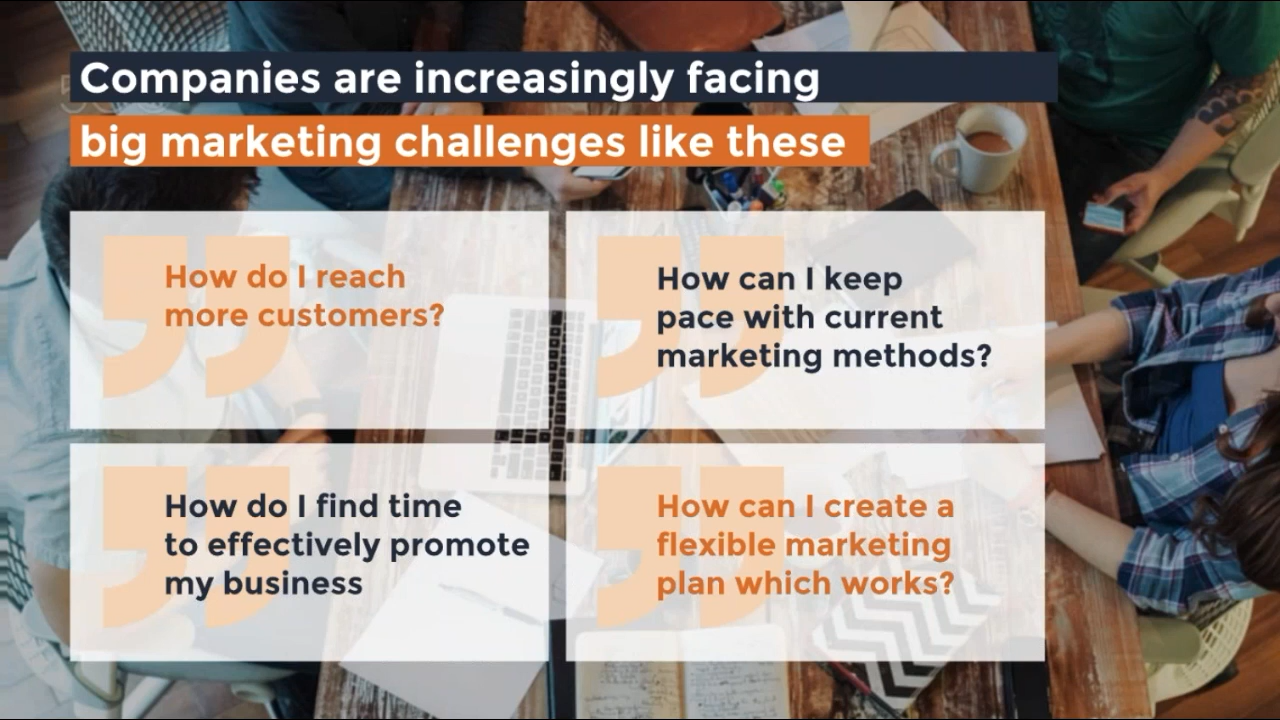 Companies are increasingly facing
big marketing challenges like these
How do I reach
more customers?
How can I keep
pace with current
marketing methods?
How do I find time
to effectively promote
my business
How can I create a
flexible marketing
plan which works?